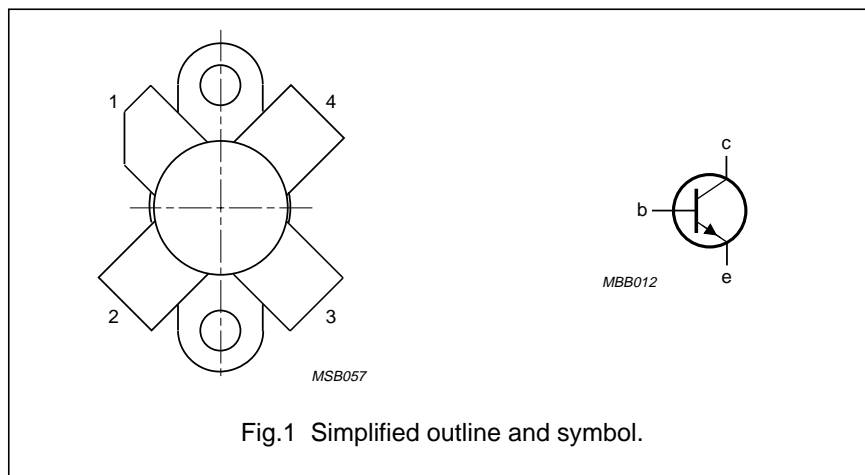 1
4
2
3
MSB057
c
b
e
MBB012
Fig.1 Simplified outline and symbol.